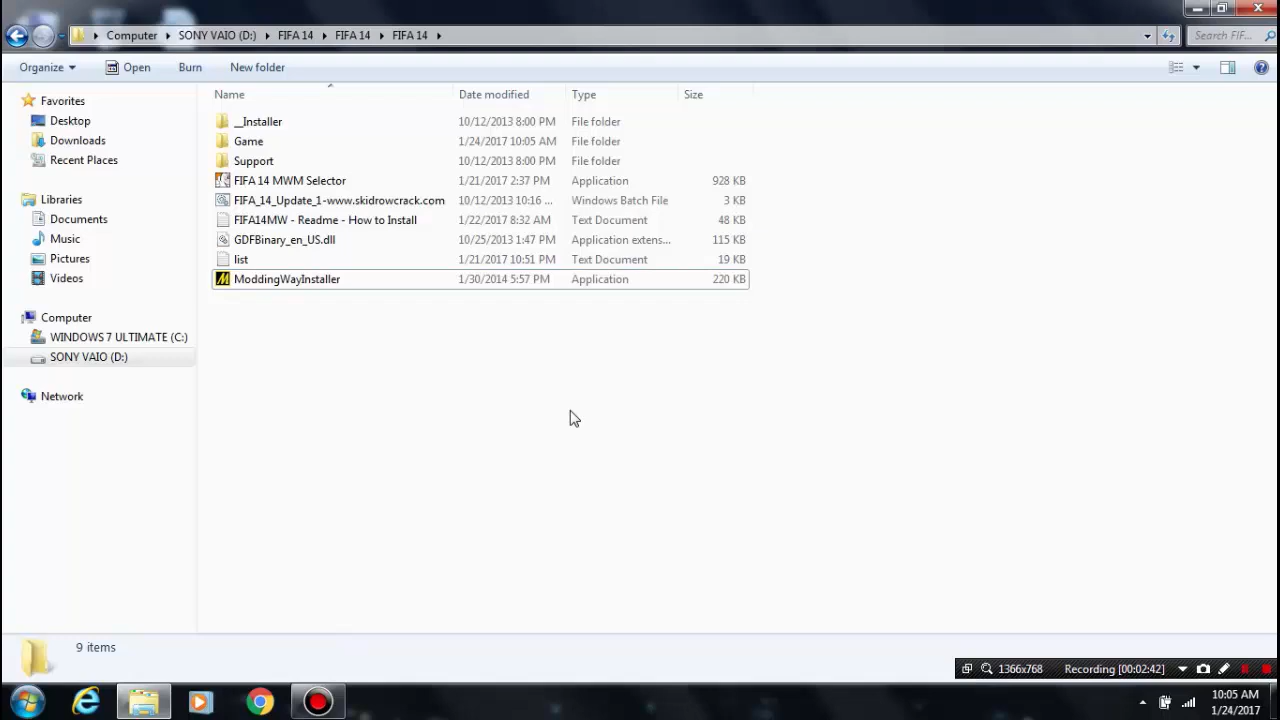 Computer SONY VAIO (D:) FIFA 14 FIFA 14 FIFA 14 Search FIF...
Organize Open Burn New folder
Favorites
Desktop
Downloads
Recent Places
Libraries
Documents
Music
Pictures
Videos
Computer
WINDOWS 7 ULTIMATE (C:)
SONY VAIO (D:)
Network
Name Date modified Type Size
__Installer 10/12/2013 8:00 PM File folder
Game 1/24/2017 10:05 AM File folder
Support 10/12/2013 8:00 PM File folder
FIFA 14 MWM Selector 1/21/2017 2:37 PM Application 928 KB
FIFA_14_Update_1-www.skidrowcrack.com 10/12/2013 10:16 ... Windows Batch File 3 KB
FIFA14MW - Readme - How to Install 1/22/2017 8:32 AM Text Document 48 KB
GDFBinary_en_US.dll 10/25/2013 1:47 PM Application extens... 115 KB
list 1/21/2017 10:51 PM Text Document 19 KB
ModdingWayInstaller 1/30/2014 5:57 PM Application 220 KB
9 items
1366x768 Recording [00:02:42]
10:05 AM
1/24/2017